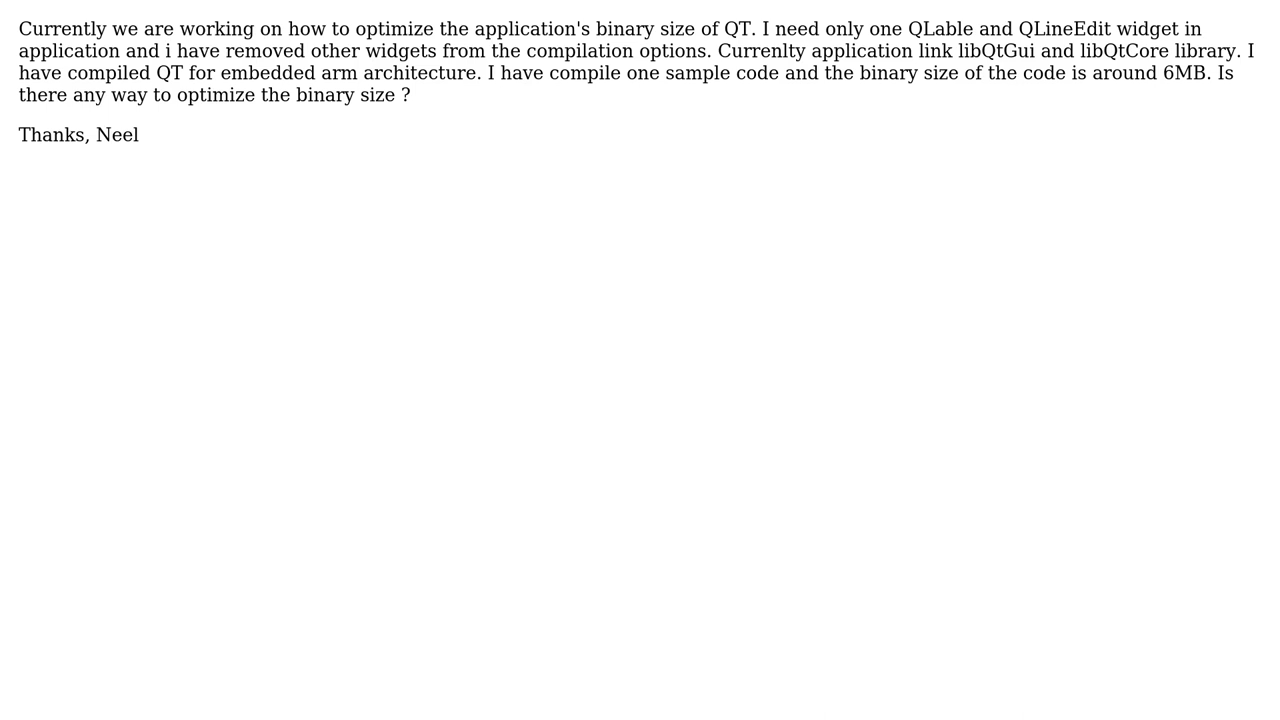 Currently we are working on how to optimize the application's binary size of QT. I need only one QLable and QLineEdit widget in
application and i have removed other widgets from the compilation options. Currenlty application link libQtGui and libQtCore library. I
have compiled QT for embedded arm architecture. I have compile one sample code and the binary size of the code is around 6MB. Is
there any way to optimize the binary size ?
Thanks, Neel